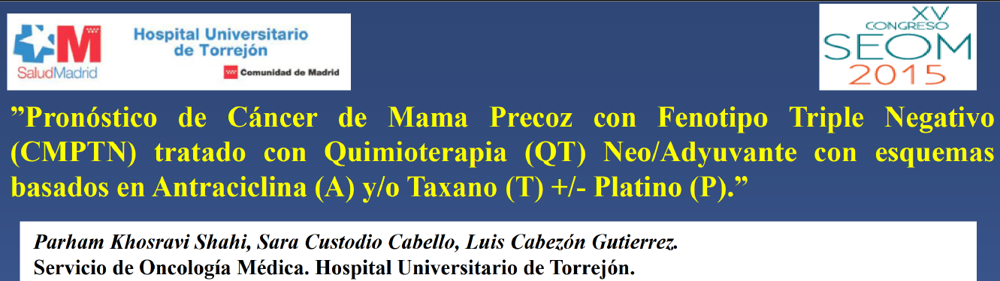 SaludMadrid
Hospital Universitario
de Torrejón
Comunidad de Madrid
XV
CONGRESO
SEOM
2015
”Pronóstico de Cáncer de Mama Precoz con Fenotipo Triple Negativo
(CMPTN) tratado con Quimioterapia (QT) Neo/Adyuvante con esquemas
basados en Antraciclina (A) y/o Taxano (T) +/- Platino (P).”
Parham Khosravi Shahi, Sara Custodio Cabello, Luis Cabezón Gutierrez.
Servicio de Oncología Médica. Hospital Universitario de Torrejón.